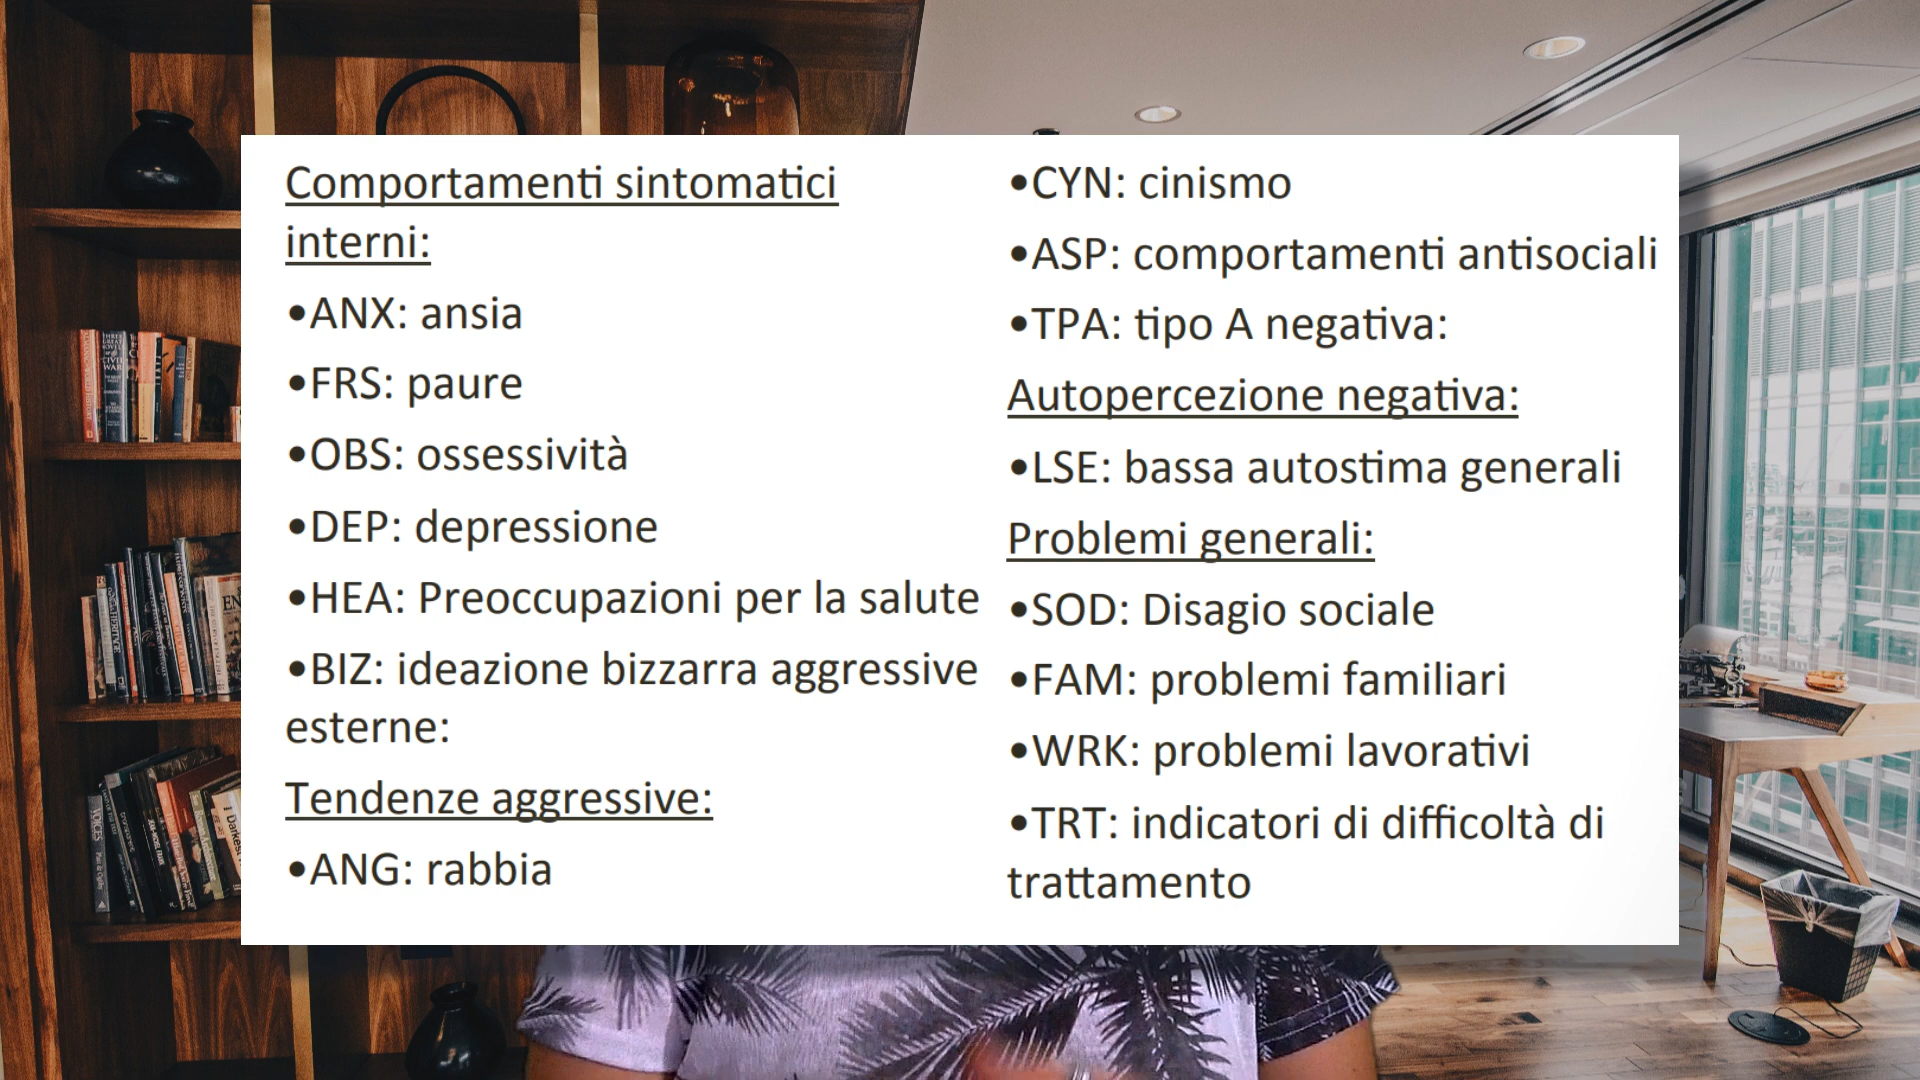 Comportamenti sintomatici
interni:
•ANX: ansia
•FRS: paure
•OBS: ossessività
•DEP: depressione
•HEA: Preoccupazioni per la salute
•BIZ: ideazione bizzarra aggressive
esterne:
Tendenze aggressive:
•ANG: rabbia
•CYN: cinismo
•ASP: comportamenti antisociali
•TPA: tipo A negativa:
Autopercezione negativa:
•LSE: bassa autostima generali
Problemi generali:
•SOD: Disagio sociale
•FAM: problemi familiari
•WRK: problemi lavorativi
•TRT: indicatori di difficoltà di
trattamento